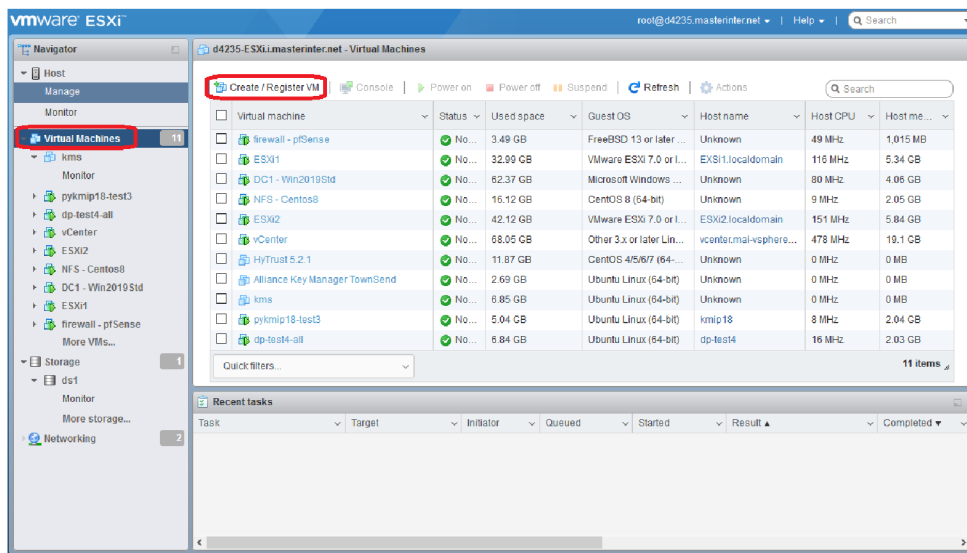 vmware ESXi
root@d4235.masterinter.net | Help | Search
Navigator
Host
Manage
Monitor
Virtual Machines 11
kms
Monitor
pykmip18-test3
dp-test4-all
vCenter
ESXi2
NFS - Centos8
DC1 - Win2019Std
ESXi1
firewall - pfSense
More VMs...
Storage 1
ds1
Monitor
More storage...
Networking 2
d4235-ESXi.i.masterinter.net - Virtual Machines
Create / Register VM | Console | Power on Power off Suspend | Refresh | Actions Search
Virtual machine Status Used space Guest OS Host name Host CPU Host me...
firewall - pfSense No... 3.49 GB FreeBSD 13 or later ... Unknown 49 MHz 1,015 MB
ESXi1 No... 32.99 GB VMware ESXi 7.0 or l... EXSi1.localdomain 116 MHz 5.34 GB
DC1 - Win2019Std No... 62.37 GB Microsoft Windows ... Unknown 80 MHz 4.06 GB
NFS - Centos8 No... 16.12 GB CentOS 8 (64-bit) Unknown 9 MHz 2.05 GB
ESXi2 No... 42.12 GB VMware ESXi 7.0 or l... ESXi2.localdomain 151 MHz 5.84 GB
vCenter No... 68.05 GB Other 3.x or later Lin... vcenter.mai-vsphere... 478 MHz 19.1 GB
HyTrust 5.2.1 No... 11.87 GB CentOS 4/5/6/7 (64-... Unknown 0 MHz 0 MB
Alliance Key Manager TownSend No... 2.69 GB Ubuntu Linux (64-bit) Unknown 0 MHz 0 MB
kms No... 6.85 GB Ubuntu Linux (64-bit) Unknown 0 MHz 0 MB
pykmip18-test3 No... 5.04 GB Ubuntu Linux (64-bit) kmip18 8 MHz 2.04 GB
dp-test4-all No... 6.84 GB Ubuntu Linux (64-bit) dp-test4 16 MHz 2.03 GB
Quick filters... 11 items
Recent tasks
Task Target Initiator Queued Started Result ▲ Completed ▼